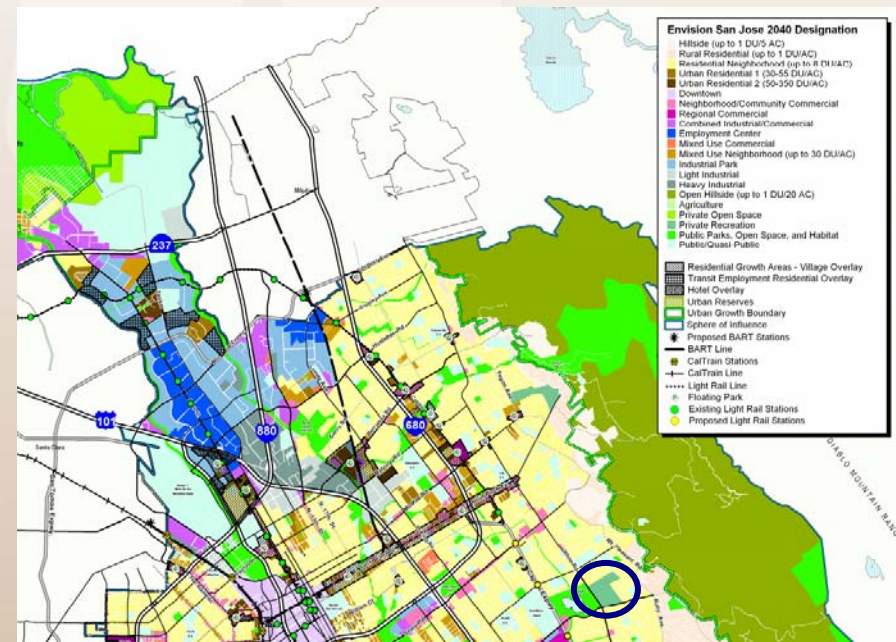 Envision San Jose 2040 Designation
Hillside (up to 1 DU/5 AC)
Rural Residential (up to 1 DU/AC)
Residential Neighborhood (up to 8 DU/AC)
Urban Residential 1 (30-55 DU/AC)
Urban Residential 2 (50-350 DU/AC)
Downtown
Neighborhood/Community Commercial
Regional Commercial
Combined Industrial/Commercial
Employment Center
Mixed Use Commercial
Mixed Use Neighborhood (up to 30 DU/AC)
Industrial Park
Light Industrial
Heavy Industrial
Open Hillside (up to 1 DU/20 AC)
Agriculture
Private Open Space
Private Recreation
Public Parks, Open Space, and Habitat
Public/Quasi-Public
Residential Growth Areas - Village Overlay
Transit Employment Residential Overlay
Hotel Overlay
Urban Reserves
Urban Growth Boundary
Sphere of Influence
Proposed BART Stations
BART Line
CalTrain Stations
CalTrain Line
Light Rail Line
Floating Park
Existing Light Rail Stations
Proposed Light Rail Stations
Milpitas
237
101
880
680
Santa Clara
San Tomas Expwy
DIABLO MOUNTAIN RANGE